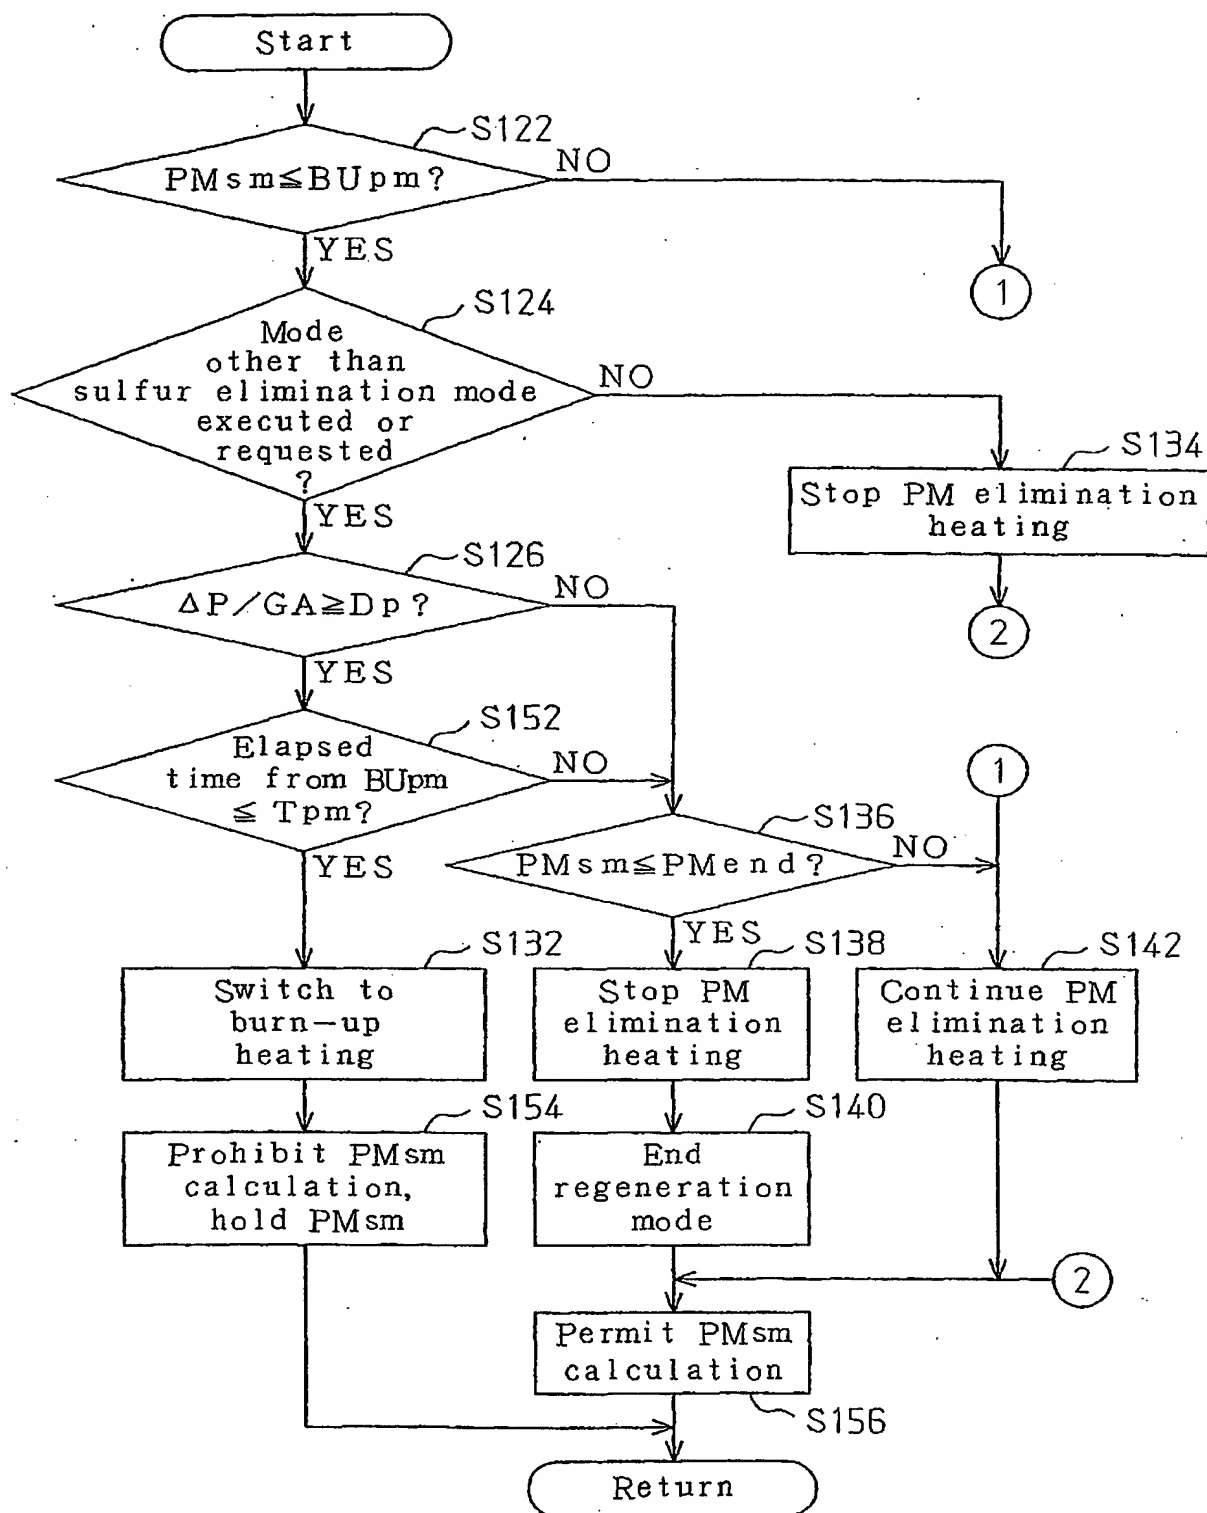 Start
S122
PMsm≦BUpm?
NO
YES
1
S124
Mode
other than
sulfur elimination mode
executed or
requested
?
NO
YES
S134
Stop PM elimination
heating
2
S126
ΔP/GA≧Dp?
NO
YES
S152
Elapsed
time from BUpm
≦ Tpm?
NO
YES
1
S136
PMsm≦PMend?
NO
YES
S132
Switch to
burn-up
heating
S138
Stop PM
elimination
heating
S142
Continue PM
elimination
heating
S154
Prohibit PMsm
calculation,
hold PMsm
S140
End
regeneration
mode
2
Permit PMsm
calculation
S156
Return